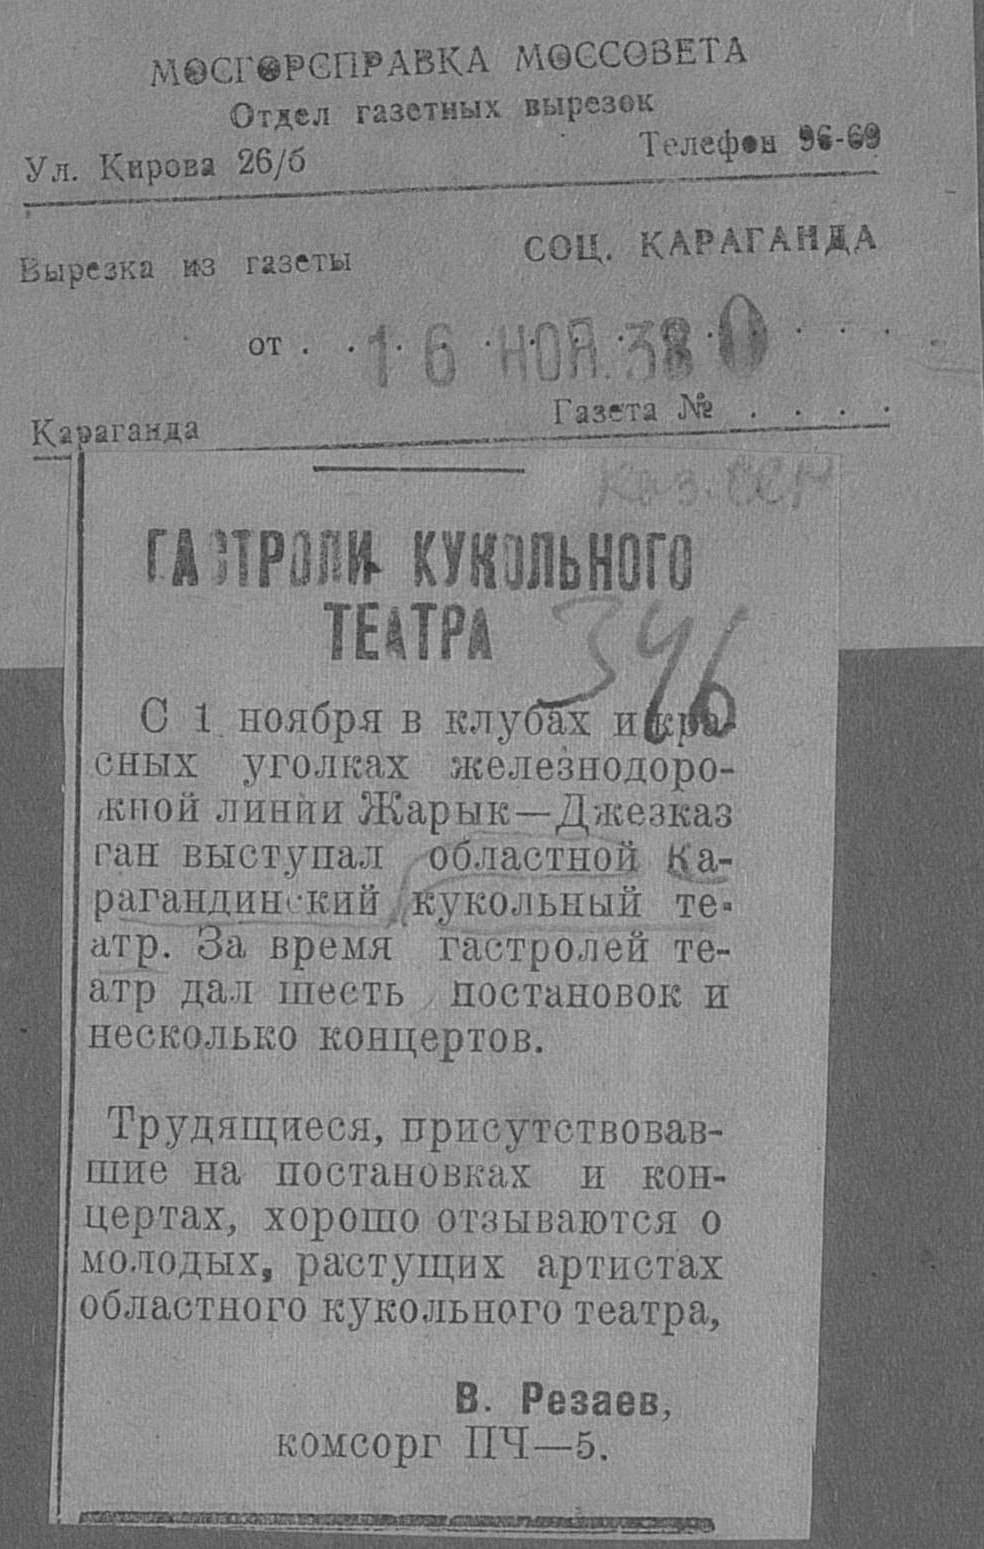 МОСГОРСПРАВКА МОССОВЕТА
Отдел газетных вырезок
Ул. Кирова 26/б Телефон 96-69
Вырезка из газеты СОЦ. КАРАГАНДА
от . . 16 НОЯ. 38
Караганда Газета № . . . .
Каз. ССР
ГАСТРОЛИ КУКОЛЬНОГО
ТЕАТРА
346
С 1 ноября в клубах и кра-
сных уголках железнодоро-
жной линии Жарык—Джезказ
ган выступал областной Ка-
рагандинский кукольный те-
атр. За время гастролей те-
атр дал шесть постановок и
несколько концертов.
Трудящиеся, присутствовав-
шие на постановках и кон-
цертах, хорошо отзываются о
молодых, растущих артистах
областного кукольного театра,
В. Резаев,
комсорг ПЧ—5.